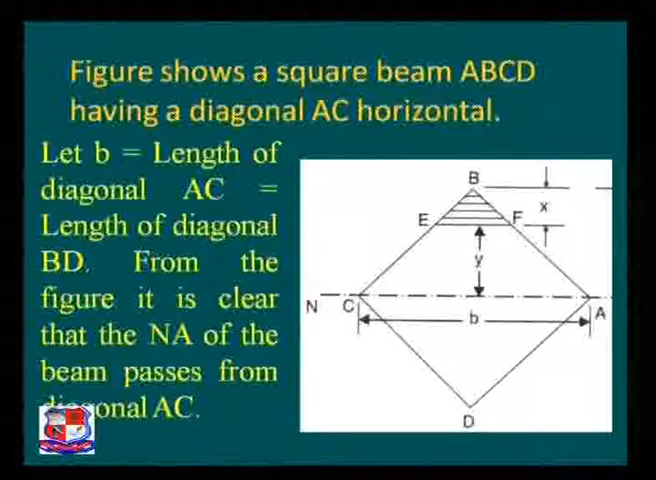 Figure shows a square beam ABCD
having a diagonal AC horizontal.
Let b = Length of
diagonal AC =
Length of diagonal
BD. From the
figure it is clear
that the NA of the
beam passes from
diagonal AC.
B
E
F
x
y
N
C
b
A
D